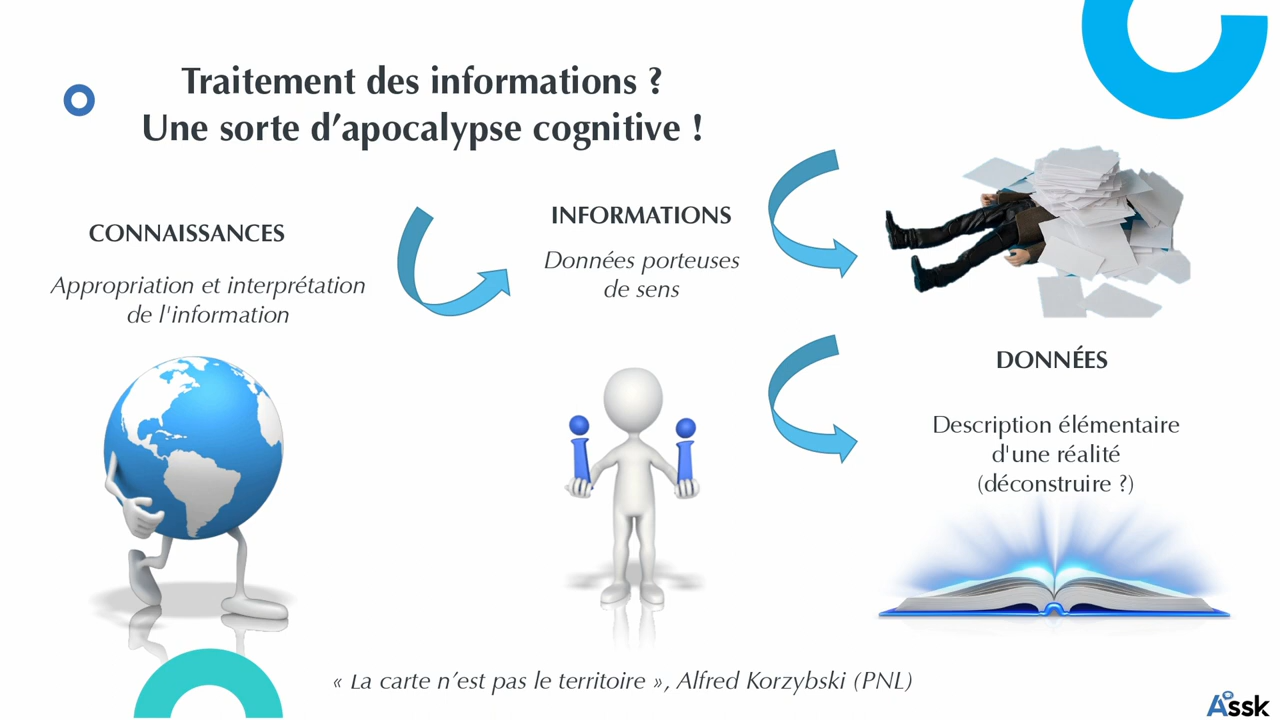 Traitement des informations ?
Une sorte d’apocalypse cognitive !
CONNAISSANCES
Appropriation et interprétation
de l'information
INFORMATIONS
Données porteuses
de sens
DONNÉES
Description élémentaire
d'une réalité
(déconstruire ?)
« La carte n’est pas le territoire », Alfred Korzybski (PNL)
Assk